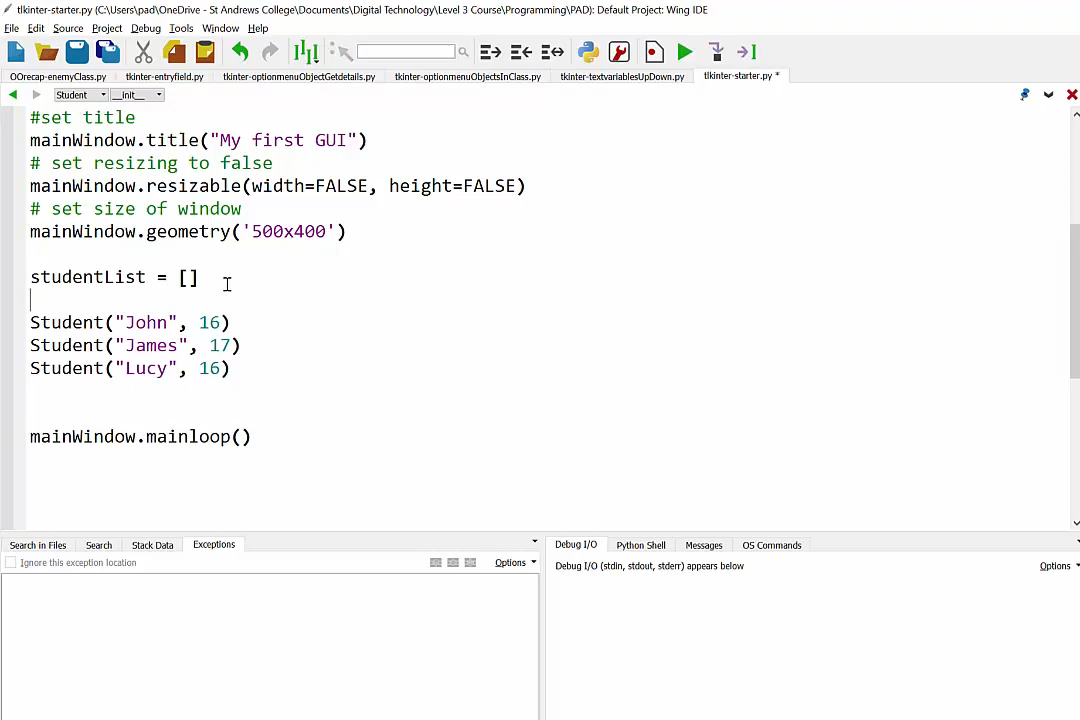 tlkinter-starter.py (C:\Users\pad\OneDrive - St Andrews College\Documents\Digital Technology\Level 3 Course\Programming\PAD): Default Project: Wing IDE
File Edit Source Project Debug Tools Window Help
OOrecap-enemyClass.py tkinter-entryfield.py tkinter-optionmenuObjectGetdetails.py tkinter-optionmenuObjectsInClass.py tkinter-textvariablesUpDown.py tlkinter-starter.py *
Student __init__
#set title
mainWindow.title("My first GUI")
# set resizing to false
mainWindow.resizable(width=FALSE, height=FALSE)
# set size of window
mainWindow.geometry('500x400')
studentList = []
Student("John", 16)
Student("James", 17)
Student("Lucy", 16)
mainWindow.mainloop()
Search in Files Search Stack Data Exceptions
Debug I/O Python Shell Messages OS Commands
Ignore this exception location Options
Debug I/O (stdin, stdout, stderr) appears below Options